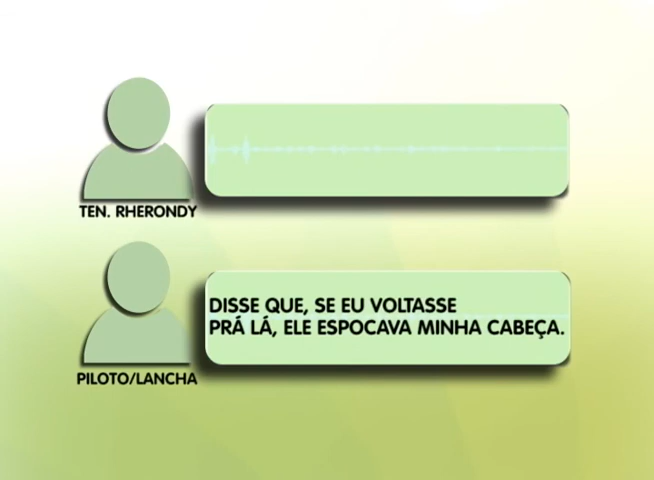 TEN. RHERONDY
DISSE QUE, SE EU VOLTASSE
PRÁ LÁ, ELE ESPOCAVA MINHA CABEÇA.
PILOTO/LANCHA